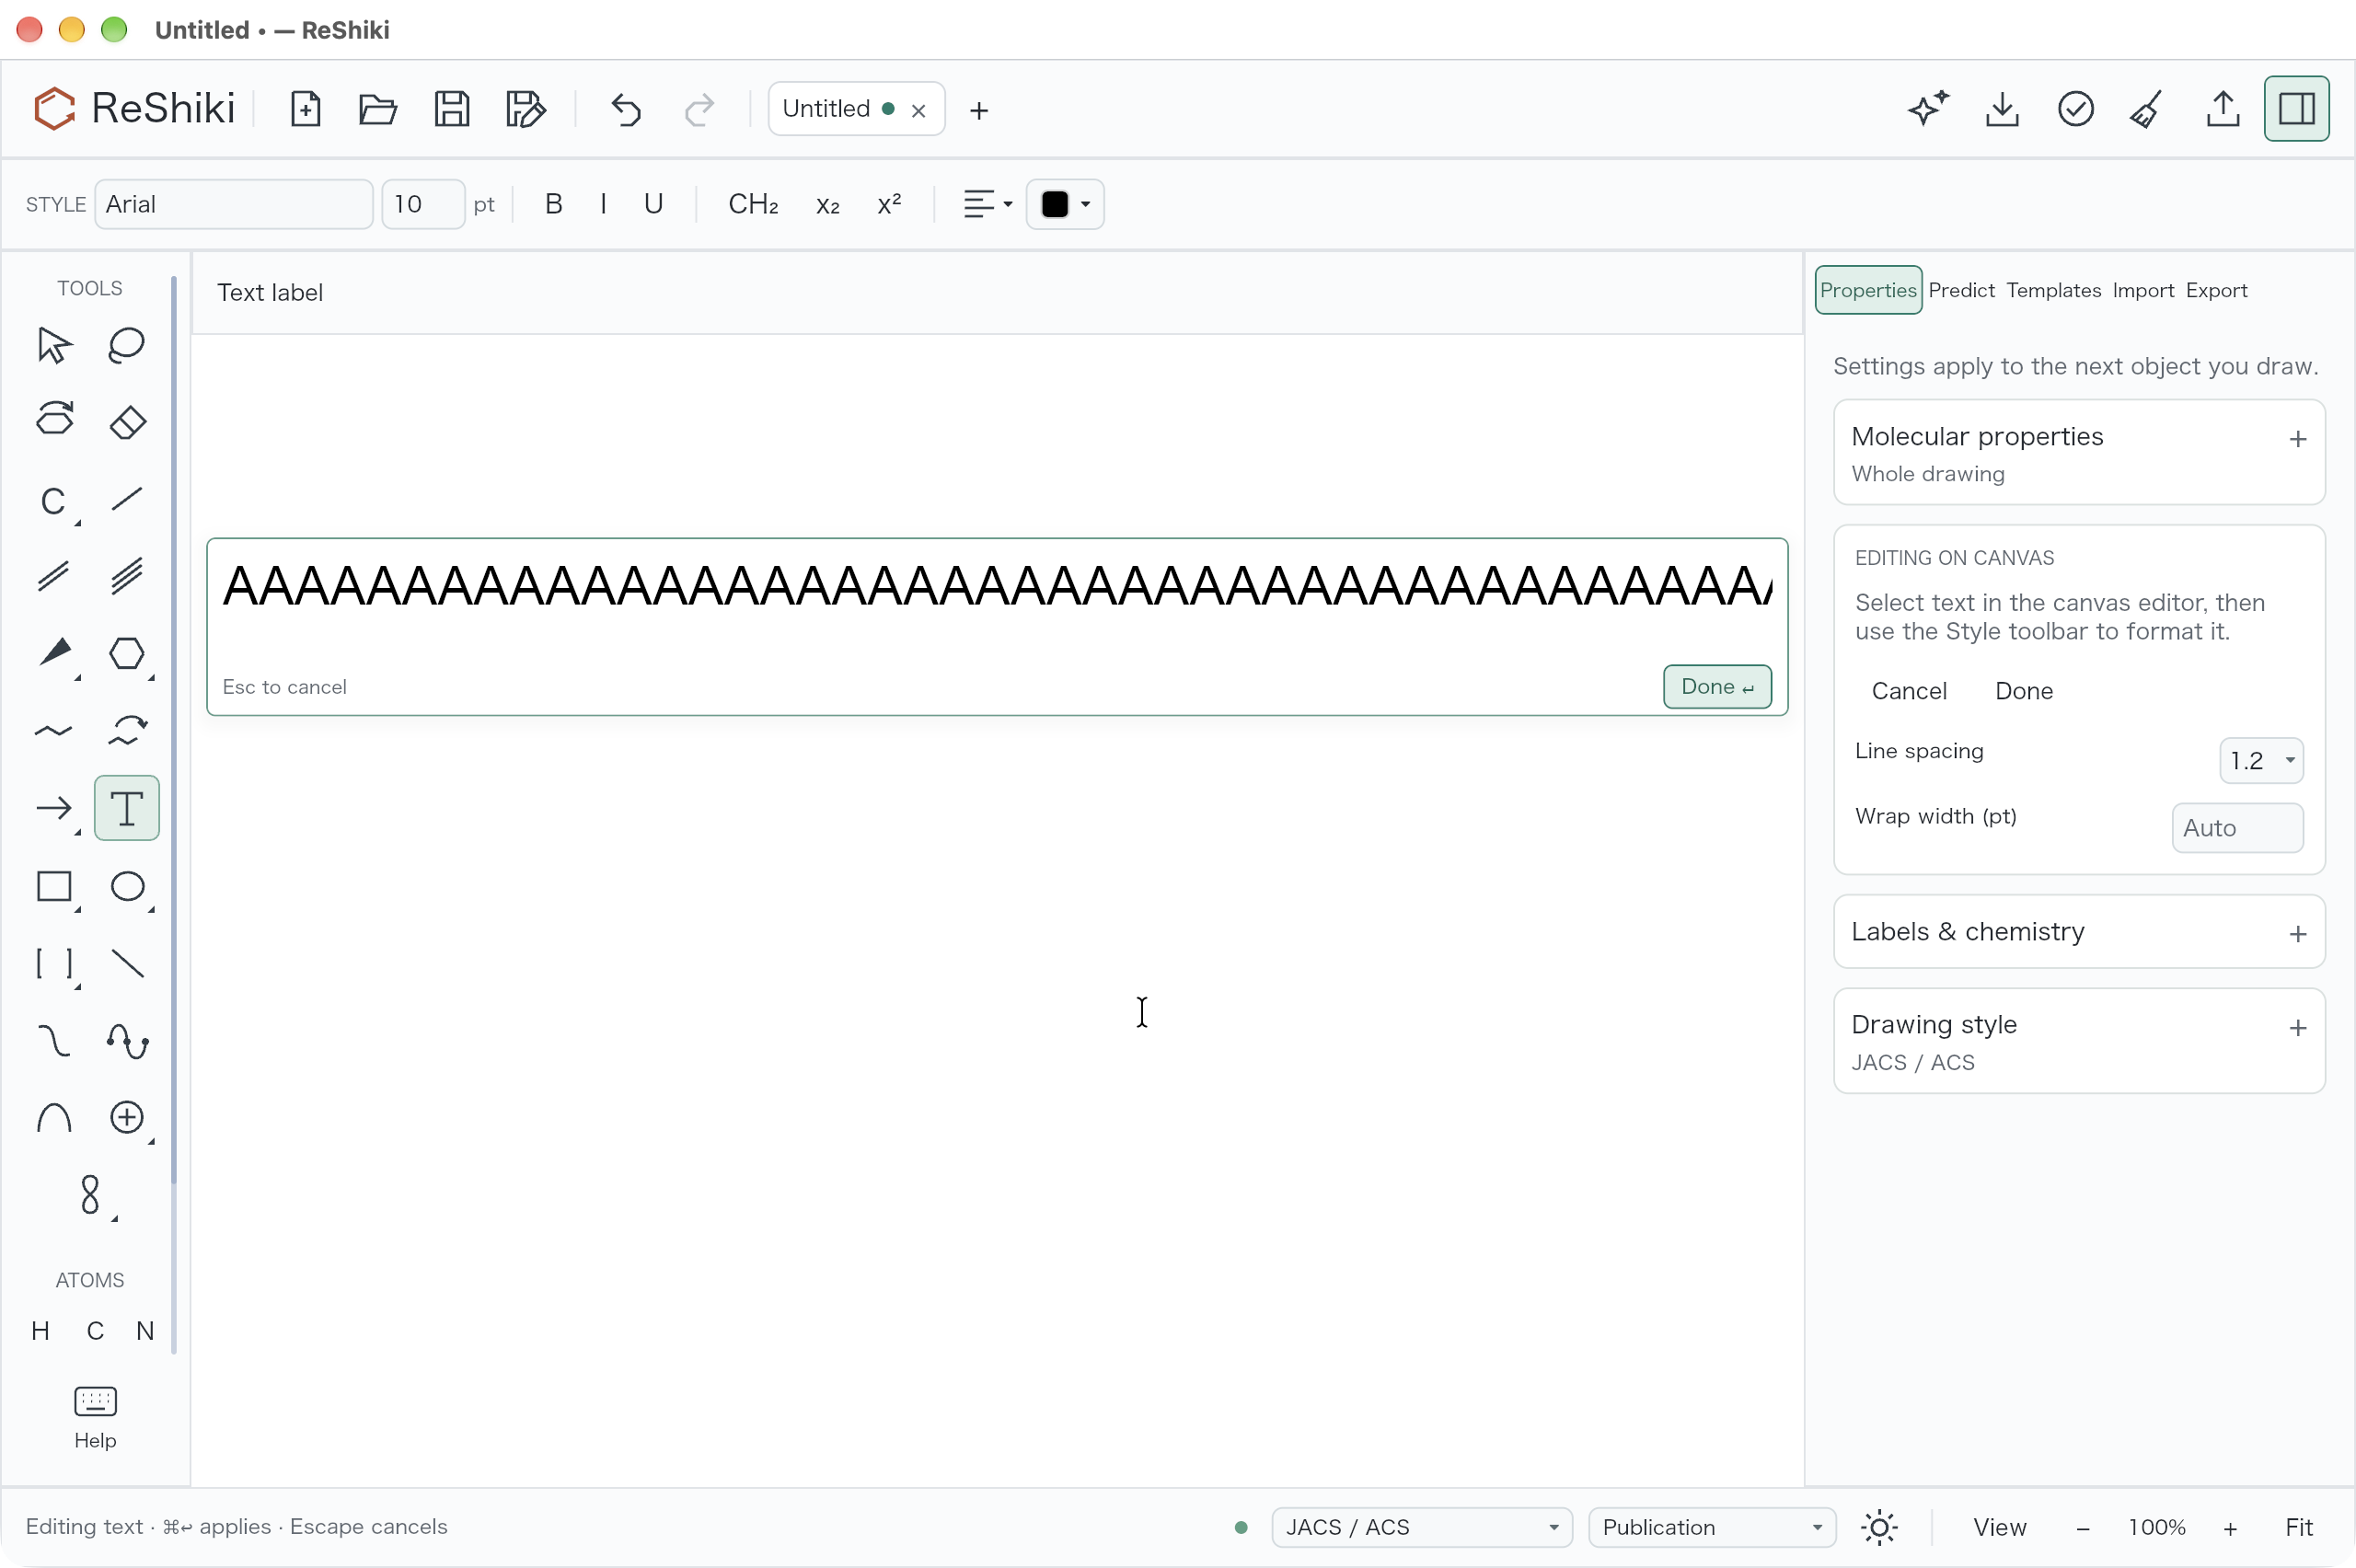 Untitled • — ReShiki
ReShiki
Untitled
STYLE Arial 10 pt B I U CH₂ x₂ x²
TOOLS
Text label
Properties Predict Templates Import Export
Settings apply to the next object you draw.
Molecular properties
Whole drawing
C
AAAAAAAAAAAAAAAAAAAAAAAAAAAAAAAAAAAAAAAAAAA
Esc to cancel
Done ↵
EDITING ON CANVAS
Select text in the canvas editor, then
use the Style toolbar to format it.
Cancel Done
Line spacing 1.2
Wrap width (pt) Auto
T
[ ]
Labels & chemistry
Drawing style
JACS / ACS
ATOMS
H C N
Help
Editing text · ⌘↩ applies · Escape cancels
JACS / ACS
Publication
View − 100% + Fit